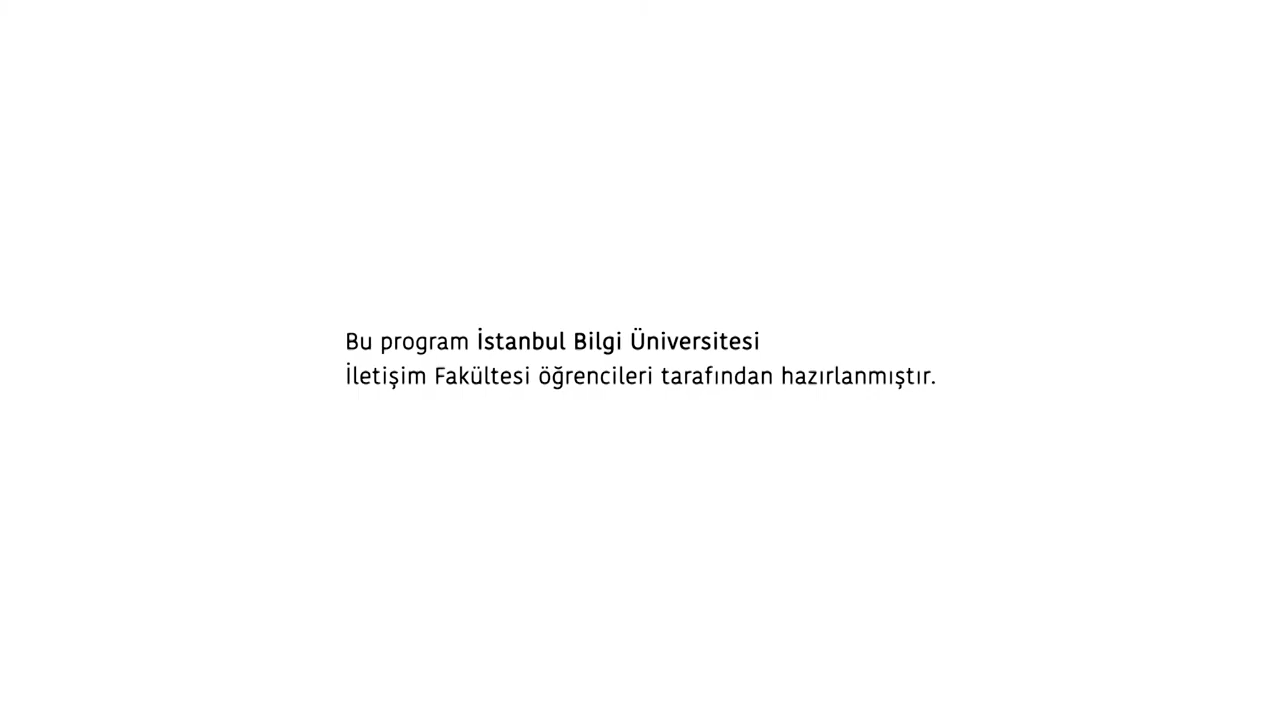 Bu program İstanbul Bilgi Üniversitesi
İletişim Fakültesi öğrencileri tarafından hazırlanmıştır.